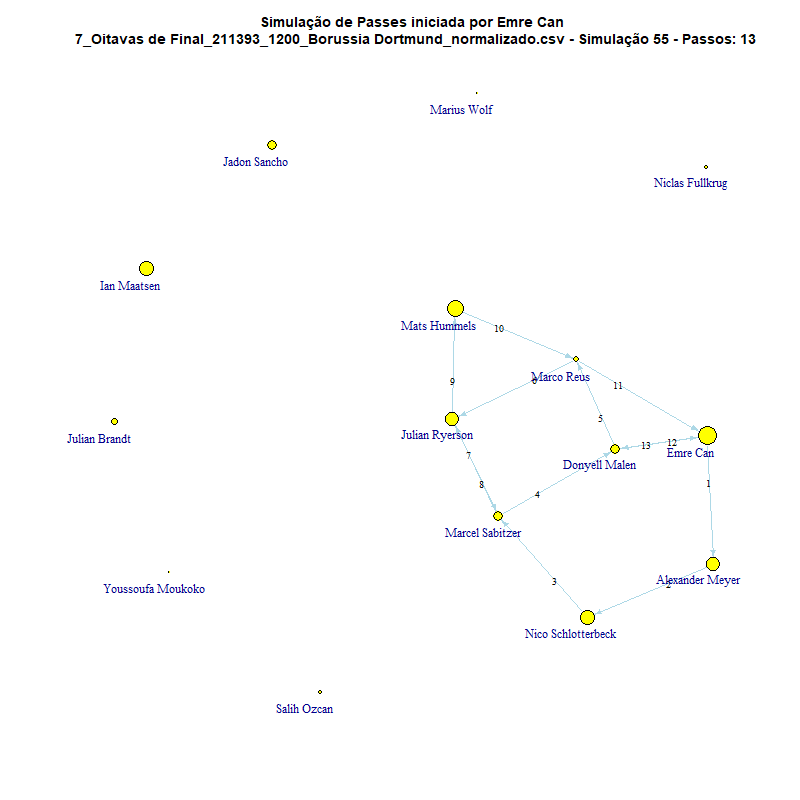 Simulação de Passes iniciada por Emre Can
7_Oitavas de Final_211393_1200_Borussia Dortmund_normalizado.csv - Simulação 55 - Passos: 13
Marius Wolf
Jadon Sancho
Niclas Fullkrug
Ian Maatsen
Mats Hummels
10
Marco Reus
6
9
11
Julian Brandt
Julian Ryerson
5
13
12
Emre Can
Donyell Malen
7
8
4
1
Marcel Sabitzer
3
2
Alexander Meyer
Youssoufa Moukoko
Nico Schlotterbeck
Salih Ozcan